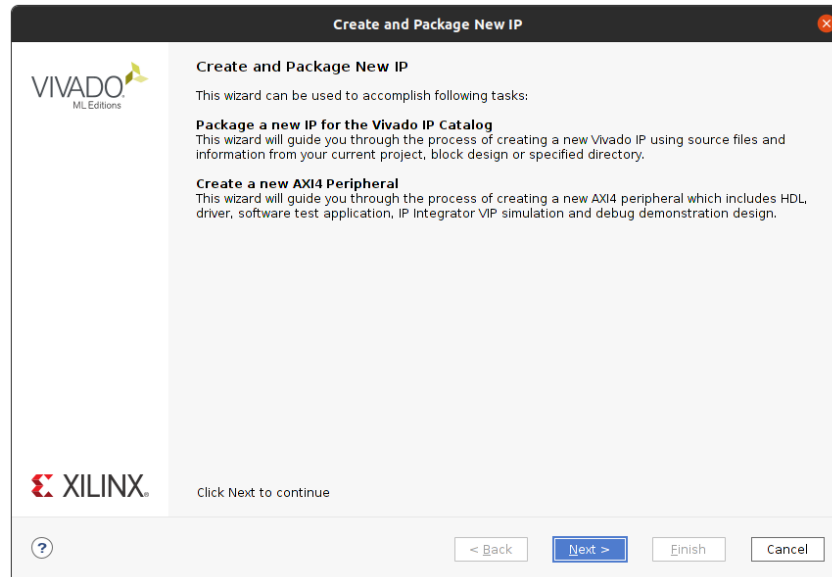 Create and Package New IP
VIVADO.
ML Editions
Create and Package New IP
This wizard can be used to accomplish following tasks:
Package a new IP for the Vivado IP Catalog
This wizard will guide you through the process of creating a new Vivado IP using source files and
information from your current project, block design or specified directory.
Create a new AXI4 Peripheral
This wizard will guide you through the process of creating a new AXI4 peripheral which includes HDL,
driver, software test application, IP Integrator VIP simulation and debug demonstration design.
XILINX.
Click Next to continue
?
< Back
Next >
Finish
Cancel